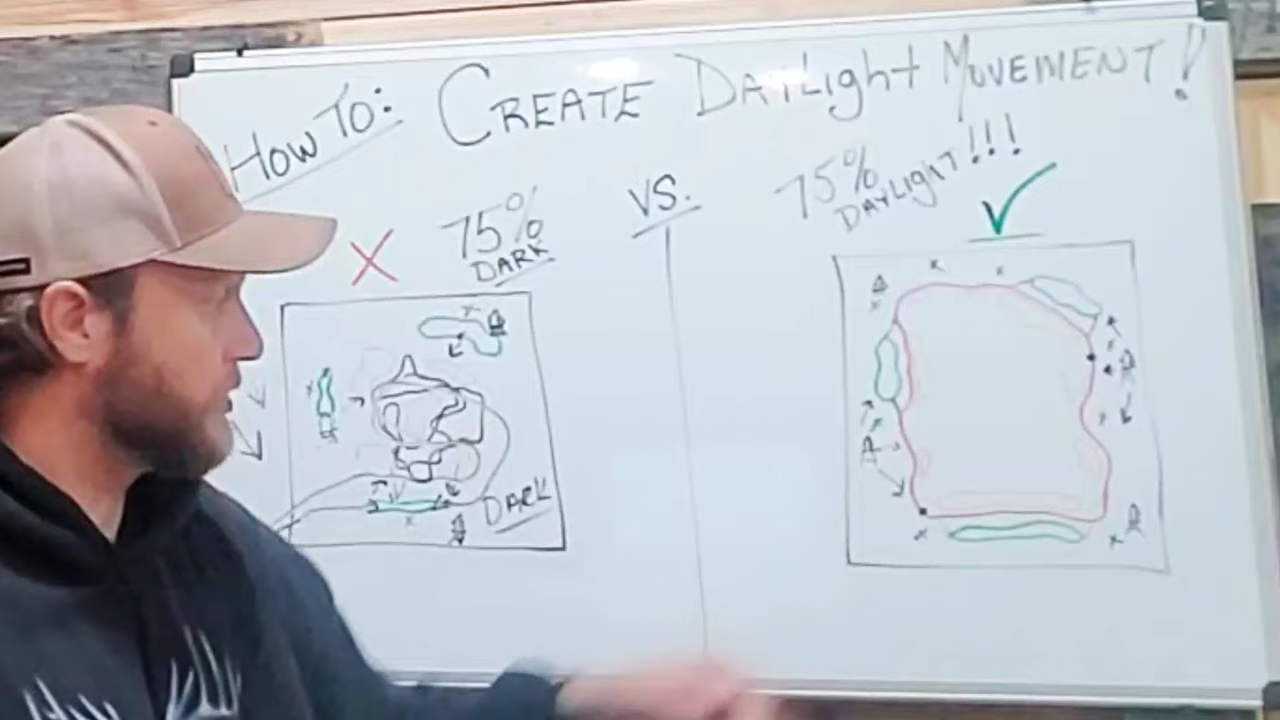 How To: CREATE DAYLight MOVEMENT!
75% DARK
VS.
75% DAYLIGHT!!!
DARK